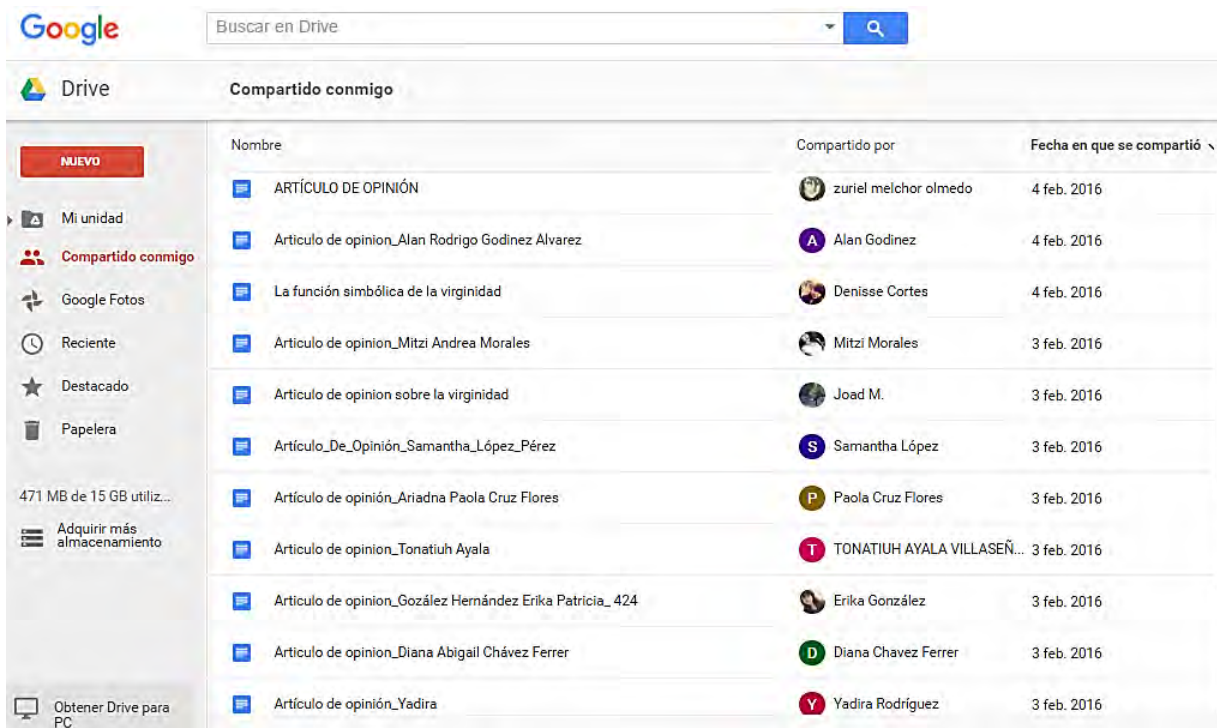 Google
Buscar en Drive
Drive
Compartido conmigo
NUEVO
Mi unidad
Compartido conmigo
Google Fotos
Reciente
Destacado
Papelera
471 MB de 15 GB utiliz...
Adquirir más
almacenamiento
Obtener Drive para
PC
Nombre Compartido por Fecha en que se compartió
ARTÍCULO DE OPINIÓN zuriel melchor olmedo 4 feb. 2016
Articulo de opinion_Alan Rodrigo Godinez Alvarez A Alan Godinez 4 feb. 2016
La función simbólica de la virginidad Denisse Cortes 4 feb. 2016
Articulo de opinion_Mitzi Andrea Morales Mitzi Morales 3 feb. 2016
Articulo de opinion sobre la virginidad Joad M. 3 feb. 2016
Artículo_De_Opinión_Samantha_López_Pérez S Samantha López 3 feb. 2016
Artículo de opinión_Ariadna Paola Cruz Flores P Paola Cruz Flores 3 feb. 2016
Articulo de opinion_Tonatiuh Ayala T TONATIUH AYALA VILLASEÑ... 3 feb. 2016
Articulo de opinion_Gozález Hernández Erika Patricia_ 424 Erika González 3 feb. 2016
Articulo de opinion_Diana Abigail Chávez Ferrer D Diana Chavez Ferrer 3 feb. 2016
Artículo de opinión_Yadira Y Yadira Rodríguez 3 feb. 2016